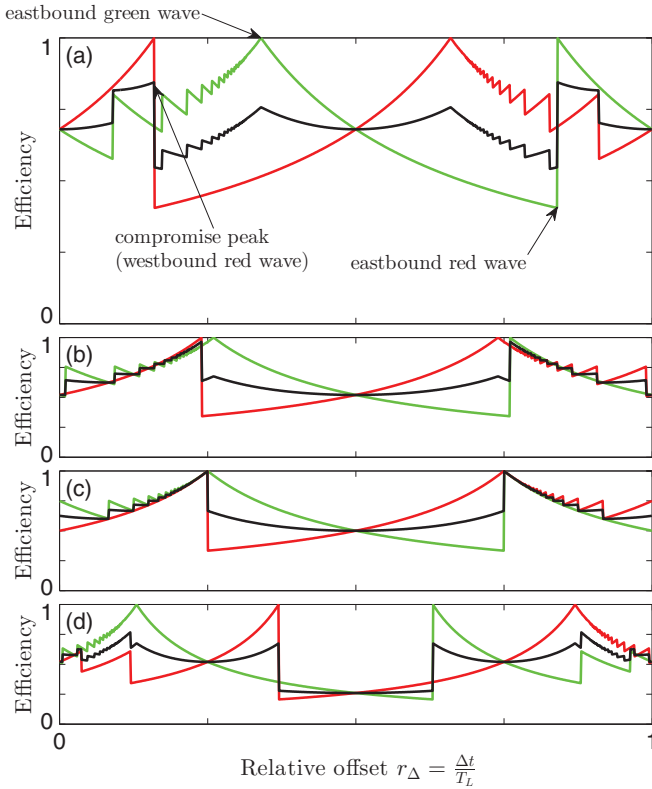 eastbound green wave
1
(a)
Efficiency
compromise peak
(westbound red wave)
eastbound red wave
0
1
(b)
Efficiency
0
1
(c)
Efficiency
0
1
(d)
Efficiency
0
0
1
Relative offset r_Δ = Δt/T_L